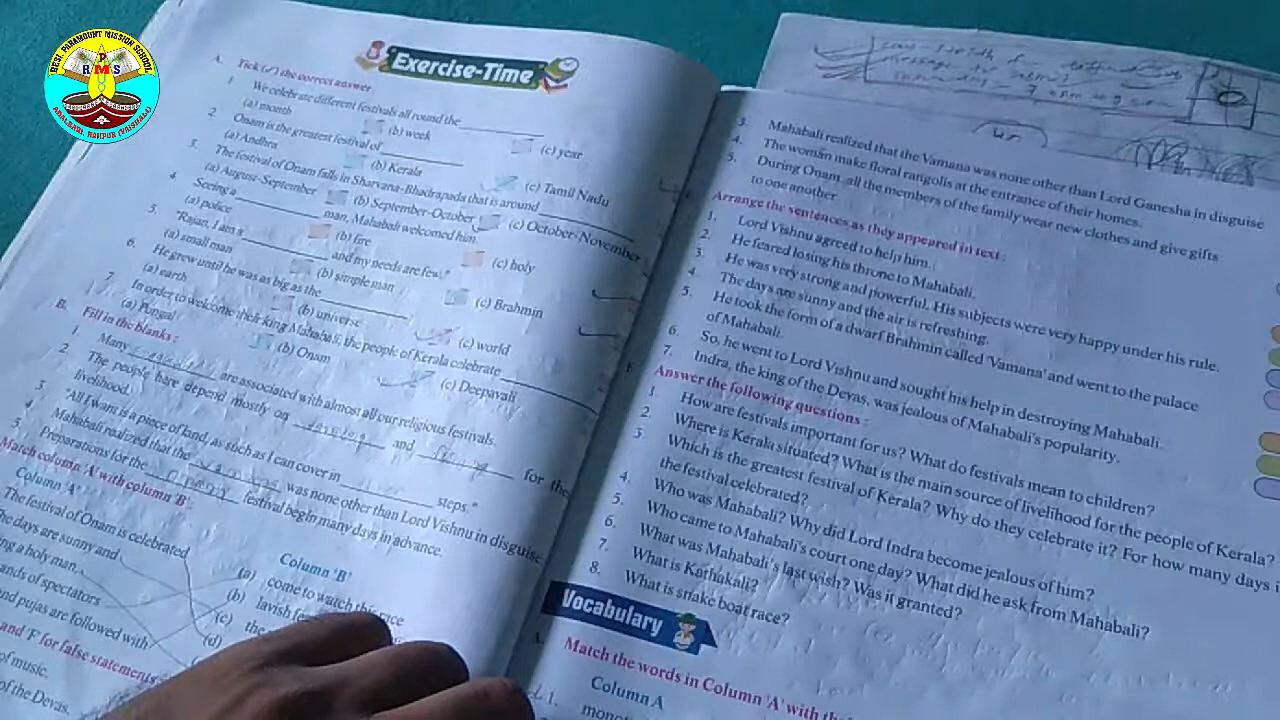 RESI. PARAMOUNT MISSION SCHOOL
P
R M S
Exercise-Time
A. Tick (✓) the correct answer
1. We celebrate different festivals all round the
(a) month (b) week (c) year
2. Onam is the greatest festival of
(a) Andhra (b) Kerala (c) Tamil Nadu
3. The festival of Onam falls in Sharvana-Bhadrapada that is around
(a) August-September (b) September-October (c) October-November
4. Seeing a man, Mahabali welcomed him.
(a) police (b) fire (c) holy
5. "Rajan, I am a and my needs are few."
(a) small man (b) simple man (c) Brahmin
6. He grew until he was as big as the
(a) earth (b) universe (c) world
7. In order to welcome their king Mahabali, the people of Kerala celebrate
(a) Pongal (b) Onam (c) Deepavali
B. Fill in the blanks :
1. Many are associated with almost all our religious festivals.
2. The people here depend mostly on and for the
livelihood.
3. "All I want is a piece of land, as such as I can cover in steps."
4. Mahabali realized that the was none other than Lord Vishnu in disguise
5. Preparations for the festival begin many days in advance.
Match column 'A' with column 'B' :
Column 'A' Column 'B'
The festival of Onam is celebrated (a) come to watch this race
The days are sunny and (b) lavish
ing a holy man (c) the
ands of spectators (d)
nd pujas are followed with
and 'F' for false statements
of music.
of the Devas.
3. Mahabali realized that the Vamana was none other than Lord Ganesha in disguise
4. The woman make floral rangolis at the entrance of their homes.
5. During Onam, all the members of the family wear new clothes and give gifts
to one another
Arrange the sentences as they appeared in text :
1. Lord Vishnu agreed to help him.
2. He feared losing his throne to Mahabali.
3. He was very strong and powerful. His subjects were very happy under his rule.
4. The days are sunny and the air is refreshing.
5. He took the form of a dwarf Brahmin called 'Vamana' and went to the palace
of Mahabali.
6. So, he went to Lord Vishnu and sought his help in destroying Mahabali.
7. Indra, the king of the Devas, was jealous of Mahabali's popularity.
Answer the following questions :
1. How are festivals important for us? What do festivals mean to children?
2. Where is Kerala situated? What is the main source of livelihood for the people of Kerala?
3. Which is the greatest festival of Kerala? Why do they celebrate it? For how many days
the festival celebrated?
4. Who was Mahabali? Why did Lord Indra become jealous of him?
5. Who came to Mahabali's court one day? What did he ask from Mahabali?
6. What was Mahabali's last wish? Was it granted?
7. What is Kathakali?
8. What is snake boat race?
Vocabulary
Match the words in Column 'A' with
Column A
1.